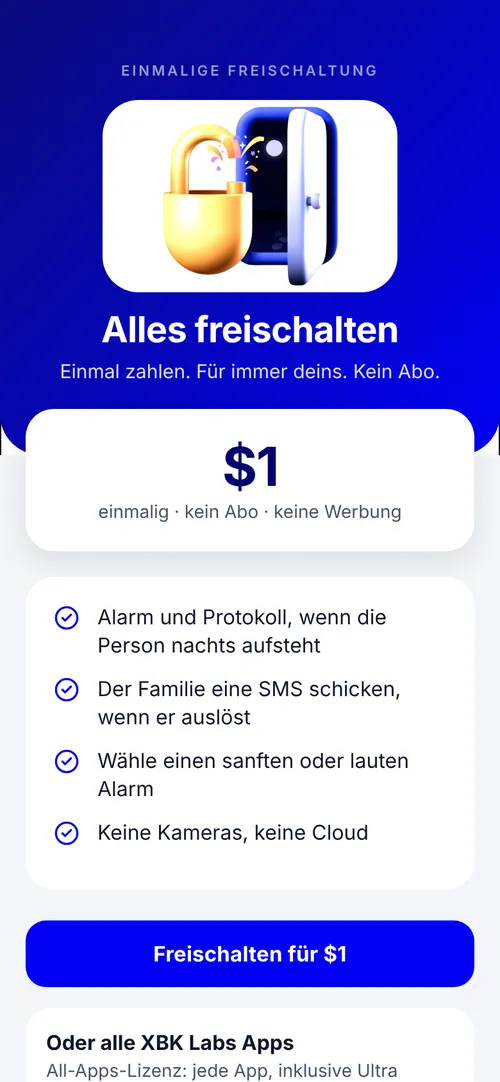 EINMALIGE FREISCHALTUNG
Alles freischalten
Einmal zahlen. Für immer deins. Kein Abo.
$1
einmalig · kein Abo · keine Werbung
Alarm und Protokoll, wenn die
Person nachts aufsteht
Der Familie eine SMS schicken,
wenn er auslöst
Wähle einen sanften oder lauten
Alarm
Keine Kameras, keine Cloud
Freischalten für $1
Oder alle XBK Labs Apps
All-Apps-Lizenz: jede App, inklusive Ultra